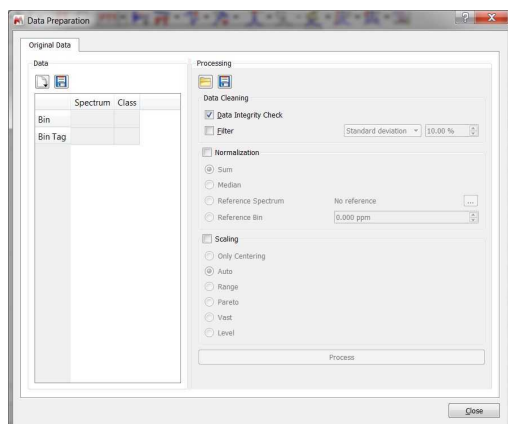 Data Preparation
Original Data
Data
Spectrum Class
Bin
Bin Tag
Processing
Data Cleaning
Data Integrity Check
Filter Standard deviation 10.00 %
Normalization
Sum
Median
Reference Spectrum No reference ...
Reference Bin 0.000 ppm
Scaling
Only Centering
Auto
Range
Pareto
Vast
Level
Process
Close